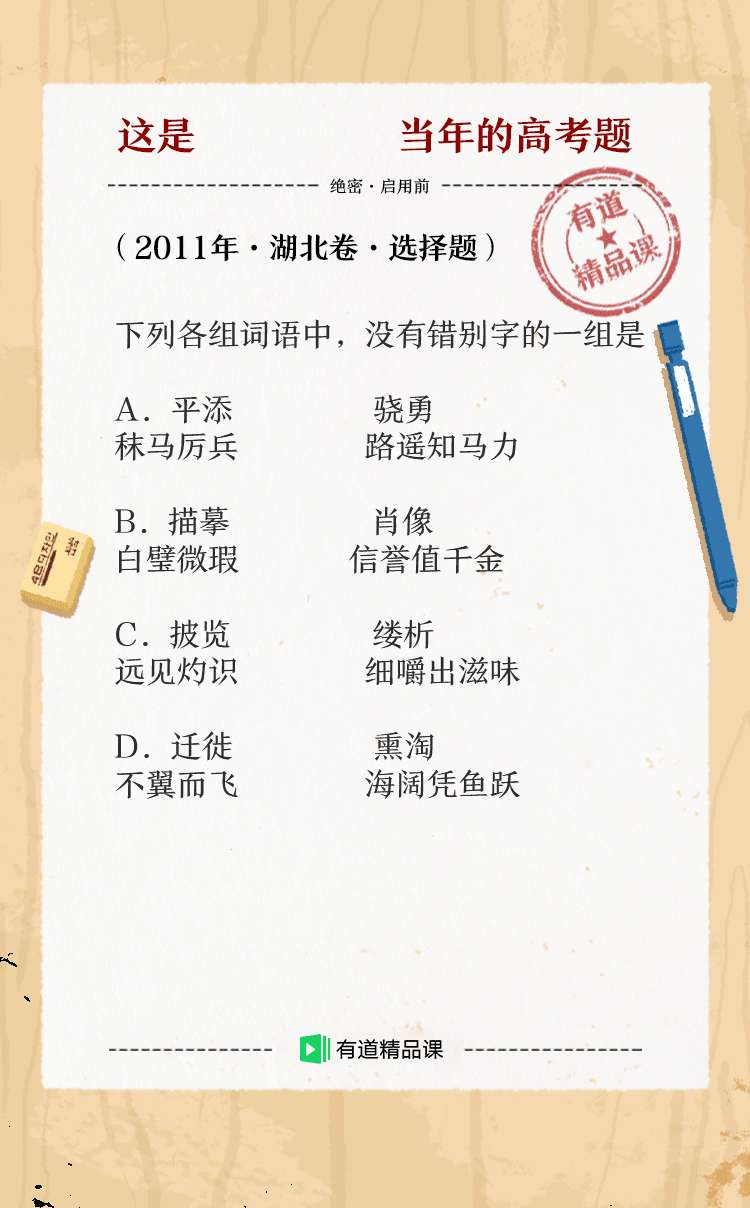 这是 当年的高考题
绝密·启用前
有道
精品课
(2011年·湖北卷·选择题)
下列各组词语中，没有错别字的一组是
A. 平添 骁勇
秣马厉兵 路遥知马力
B. 描摹 肖像
白璧微瑕 信誉值千金
C. 披览 缕析
远见灼识 细嚼出滋味
D. 迁徙 熏淘
不翼而飞 海阔凭鱼跃
有道精品课